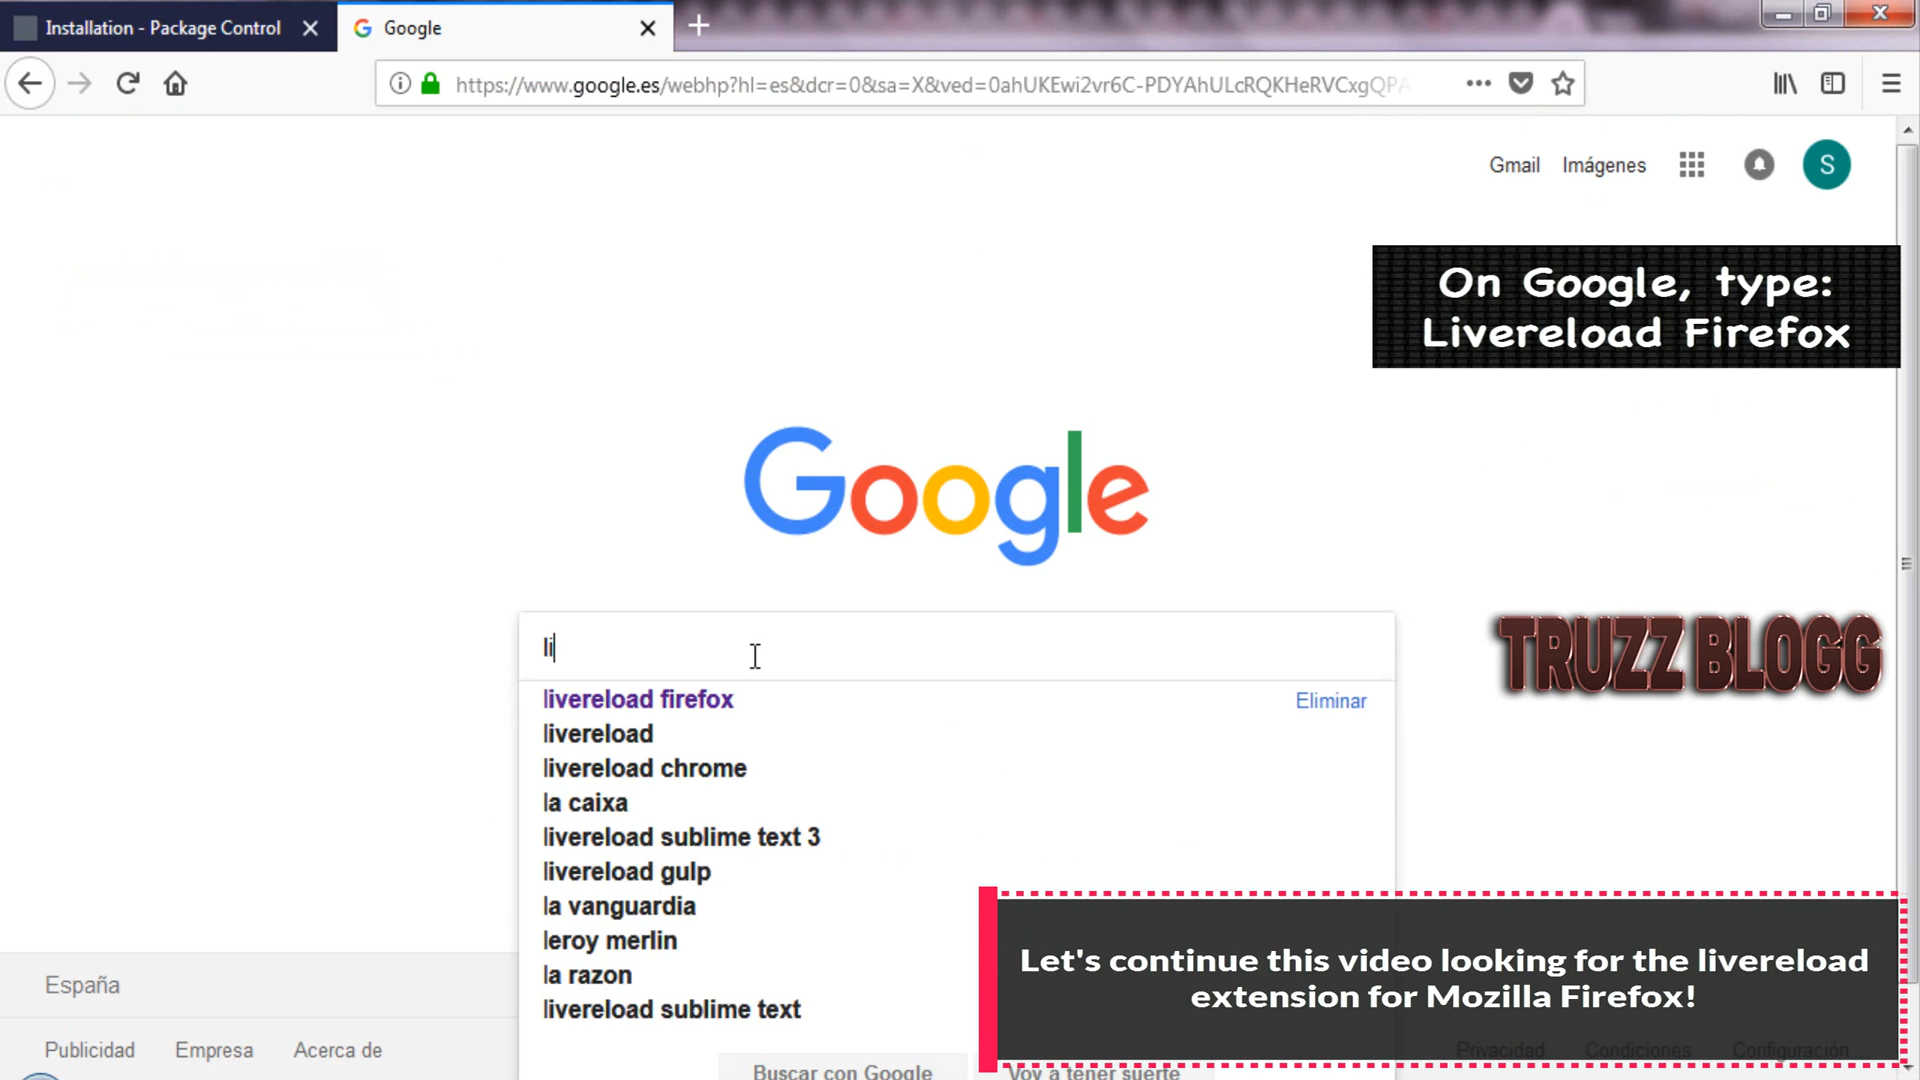 Installation - Package Control
Google
https://www.google.es/webhp?hl=es&dcr=0&sa=X&ved=0ahUKEwi2vr6C-PDYAhULcRQKHeRVCxgQPA
Gmail Imágenes S
On Google, type:
Livereload Firefox
Google
li
livereload firefox Eliminar
livereload
livereload chrome
la caixa
livereload sublime text 3
livereload gulp
la vanguardia
leroy merlin
la razon
livereload sublime text
TRUZZ BLOGG
Let's continue this video looking for the livereload
extension for Mozilla Firefox!
España
Publicidad Empresa Acerca de
Privacidad Condiciones Configuración
Buscar con Google Voy a tener suerte